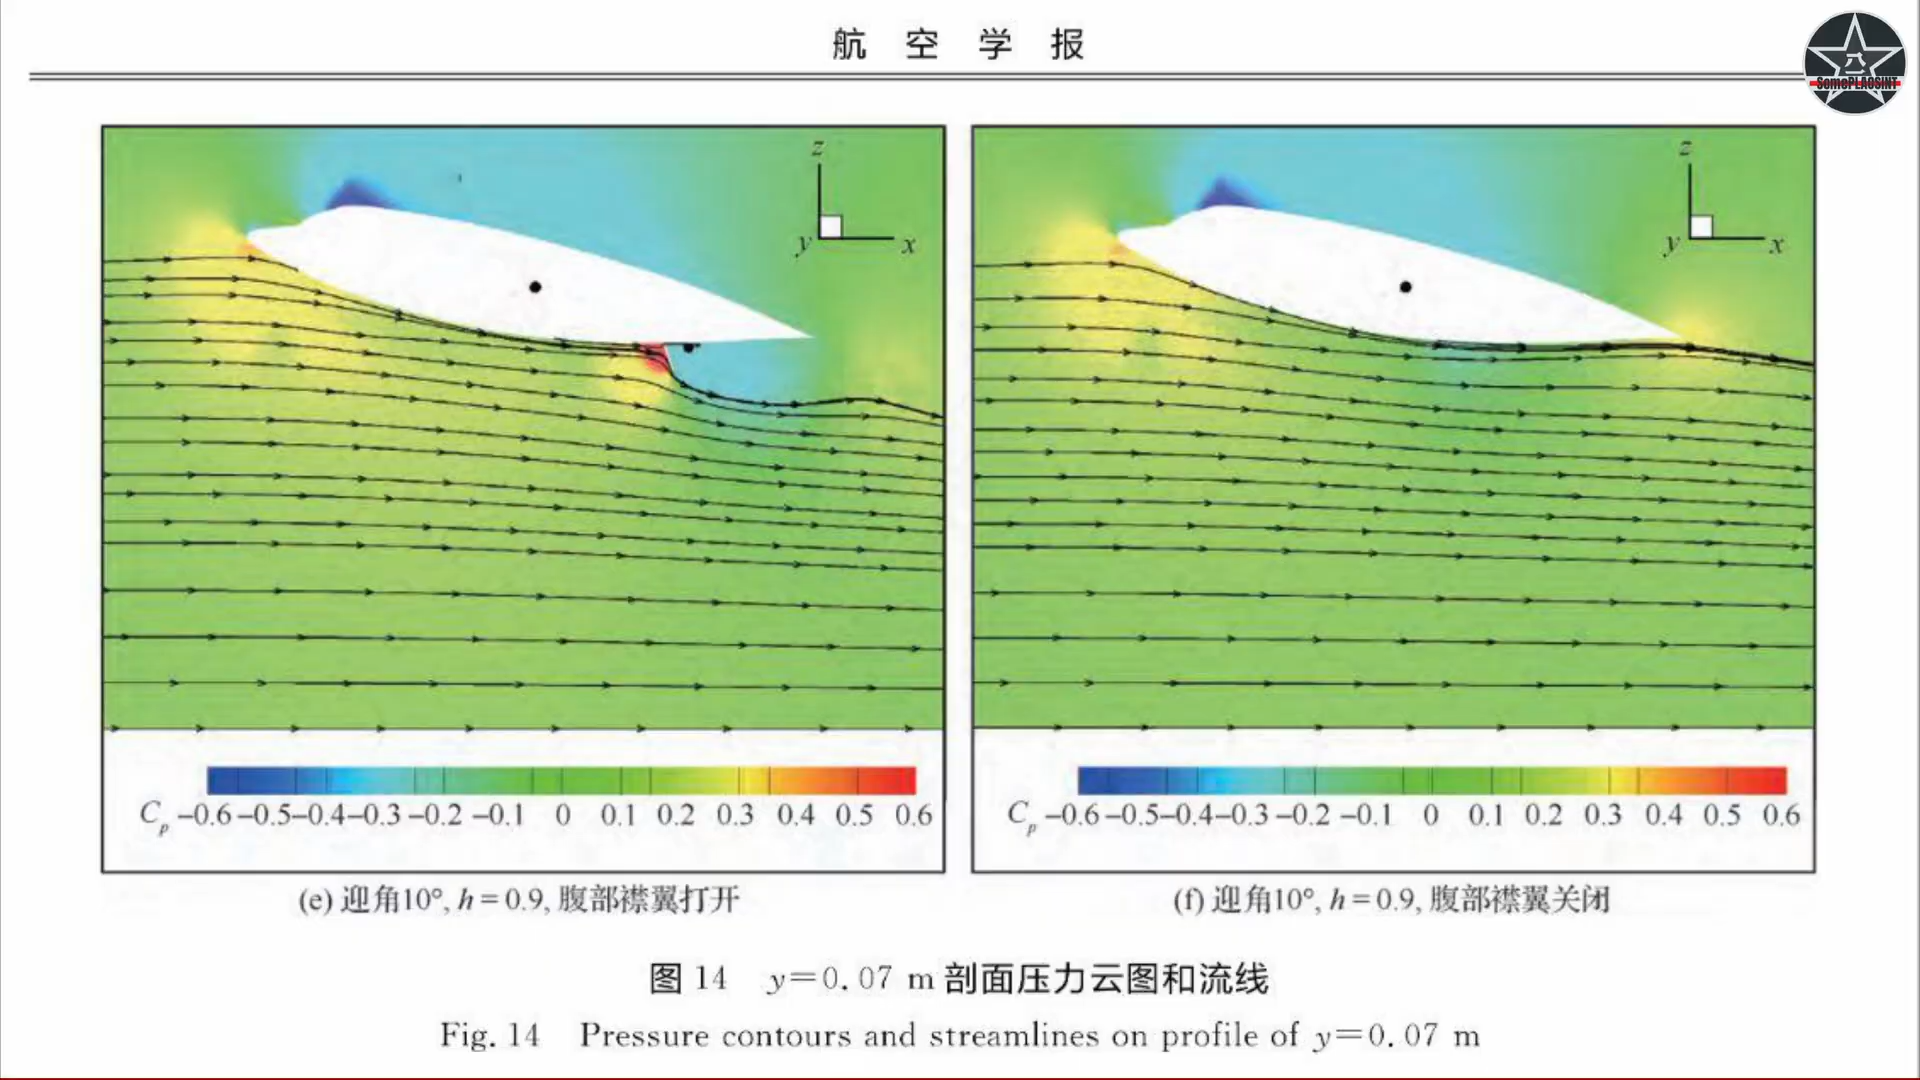 航 空 学 报
八一
SomePLAOSINT
z
y
x
z
y
x
C_p −0.6 −0.5 −0.4 −0.3 −0.2 −0.1 0 0.1 0.2 0.3 0.4 0.5 0.6
C_p −0.6 −0.5 −0.4 −0.3 −0.2 −0.1 0 0.1 0.2 0.3 0.4 0.5 0.6
(e) 迎角10°, h = 0.9, 腹部襟翼打开
(f) 迎角10°, h = 0.9, 腹部襟翼关闭
图 14 y=0. 07 m 剖面压力云图和流线
Fig. 14 Pressure contours and streamlines on profile of y=0. 07 m